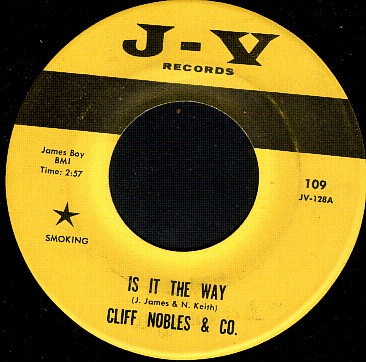 J-V
RECORDS
James Boy
BMI
Time: 2:57
109
JV-128A
SMOKING
IS IT THE WAY
(J. James & N. Keith)
CLIFF NOBLES & CO.